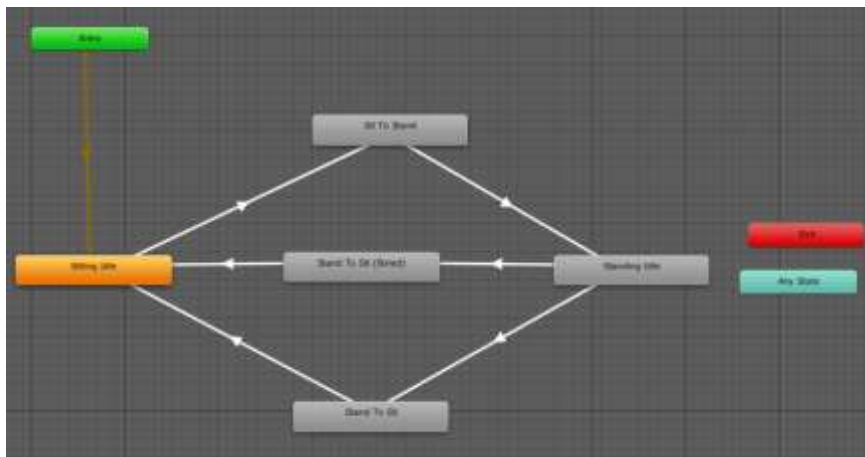 Entry
Sit To Stand
Exit
Sitting Idle
Stand To Sit (Bored)
Standing Idle
Any State
Stand To Sit